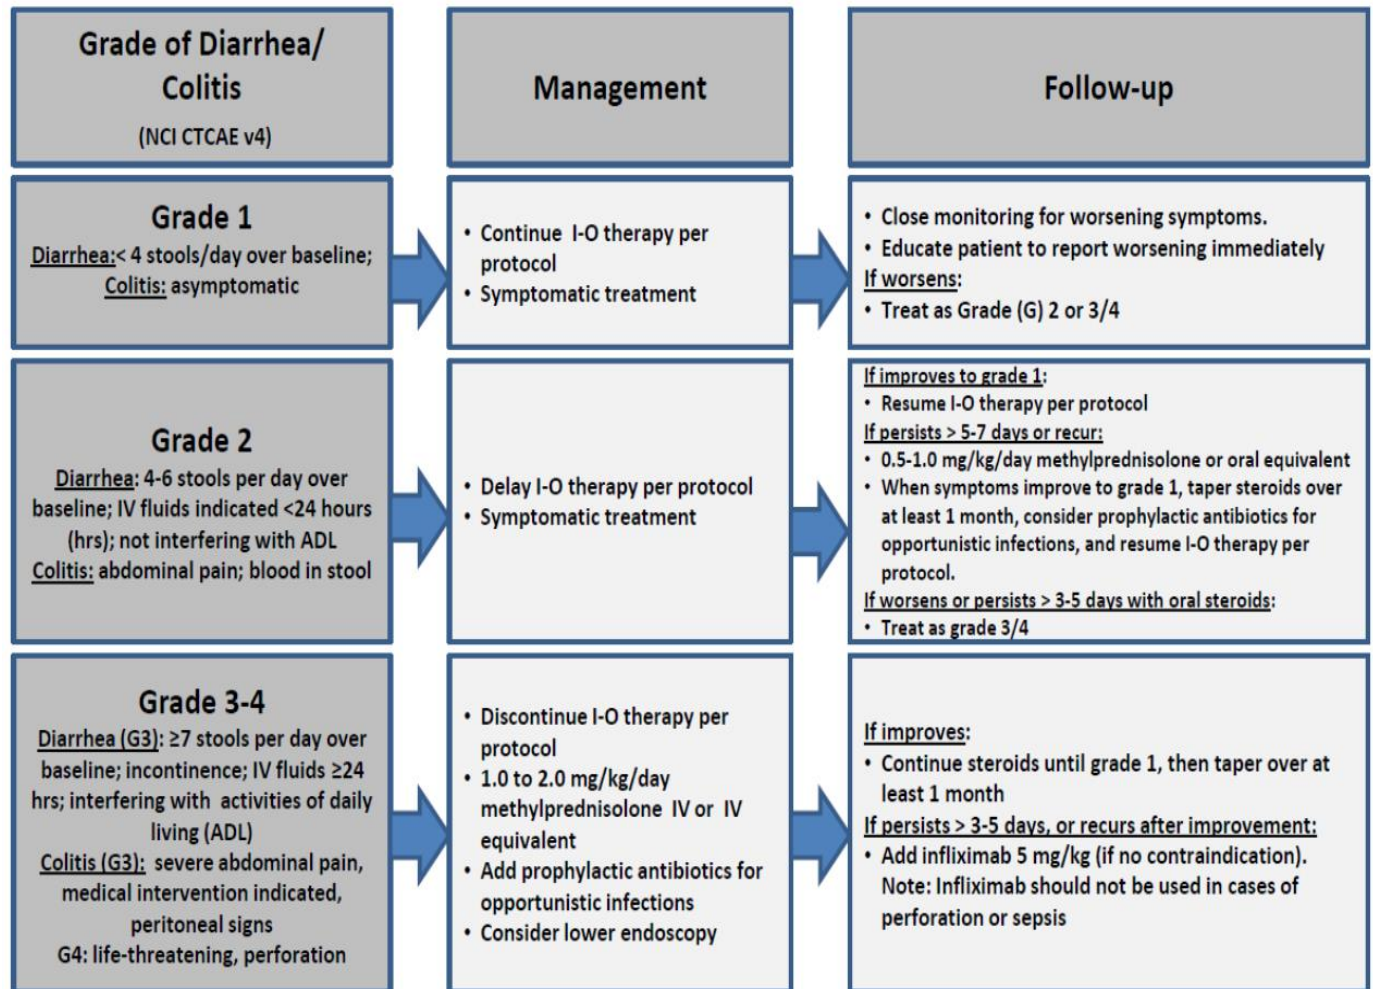 Grade of Diarrhea/
Colitis
(NCI CTCAE v4)
Management
Follow-up
Grade 1
Diarrhea:< 4 stools/day over baseline;
Colitis: asymptomatic
• Continue I-O therapy per
protocol
• Symptomatic treatment
• Close monitoring for worsening symptoms.
• Educate patient to report worsening immediately
If worsens:
• Treat as Grade (G) 2 or 3/4
Grade 2
Diarrhea: 4-6 stools per day over
baseline; IV fluids indicated <24 hours
(hrs); not interfering with ADL
Colitis: abdominal pain; blood in stool
• Delay I-O therapy per protocol
• Symptomatic treatment
If improves to grade 1:
• Resume I-O therapy per protocol
If persists > 5-7 days or recur:
• 0.5-1.0 mg/kg/day methylprednisolone or oral equivalent
• When symptoms improve to grade 1, taper steroids over
at least 1 month, consider prophylactic antibiotics for
opportunistic infections, and resume I-O therapy per
protocol.
If worsens or persists > 3-5 days with oral steroids:
• Treat as grade 3/4
Grade 3-4
Diarrhea (G3): ≥7 stools per day over
baseline; incontinence; IV fluids ≥24
hrs; interfering with activities of daily
living (ADL)
Colitis (G3): severe abdominal pain,
medical intervention indicated,
peritoneal signs
G4: life-threatening, perforation
• Discontinue I-O therapy per
protocol
• 1.0 to 2.0 mg/kg/day
methylprednisolone IV or IV
equivalent
• Add prophylactic antibiotics for
opportunistic infections
• Consider lower endoscopy
If improves:
• Continue steroids until grade 1, then taper over at
least 1 month
If persists > 3-5 days, or recurs after improvement:
• Add infliximab 5 mg/kg (if no contraindication).
Note: Infliximab should not be used in cases of
perforation or sepsis